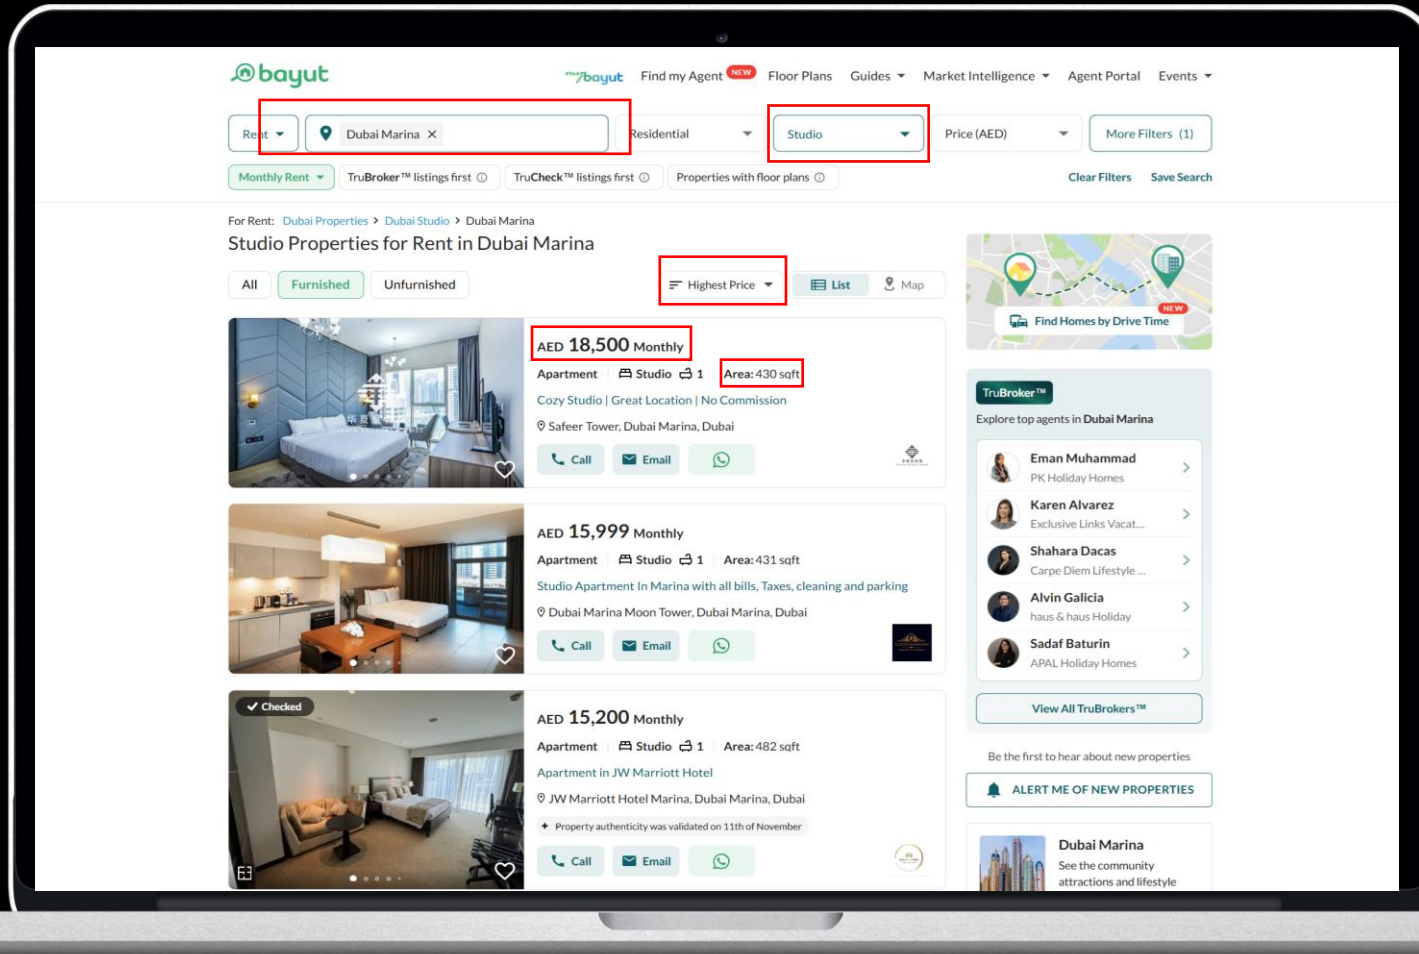 bayut
mybayut Find my Agent NEW Floor Plans Guides Market Intelligence Agent Portal Events
Rent Dubai Marina Residential Studio Price (AED) More Filters (1)
Monthly Rent TruBroker™ listings first TruCheck™ listings first Properties with floor plans Clear Filters Save Search
For Rent: Dubai Properties > Dubai Studio > Dubai Marina
Studio Properties for Rent in Dubai Marina
All Furnished Unfurnished Highest Price List Map
NEW
Find Homes by Drive Time
AED 18,500 Monthly
Apartment Studio 1 Area: 430 sqft
Cozy Studio | Great Location | No Commission
Safeer Tower, Dubai Marina, Dubai
Call Email
AED 15,999 Monthly
Apartment Studio 1 Area: 431 sqft
Studio Apartment In Marina with all bills, Taxes, cleaning and parking
Dubai Marina Moon Tower, Dubai Marina, Dubai
Call Email
Checked
AED 15,200 Monthly
Apartment Studio 1 Area: 482 sqft
Apartment in JW Marriott Hotel
JW Marriott Hotel Marina, Dubai Marina, Dubai
Property authenticity was validated on 11th of November
Call Email
TruBroker™
Explore top agents in Dubai Marina
Eman Muhammad
PK Holiday Homes
Karen Alvarez
Exclusive Links Vacat...
Shahara Dacas
Carpe Diem Lifestyle ...
Alvin Galicia
haus & haus Holiday
Sadaf Baturin
APAL Holiday Homes
View All TruBrokers™
Be the first to hear about new properties
ALERT ME OF NEW PROPERTIES
Dubai Marina
See the community
attractions and lifestyle